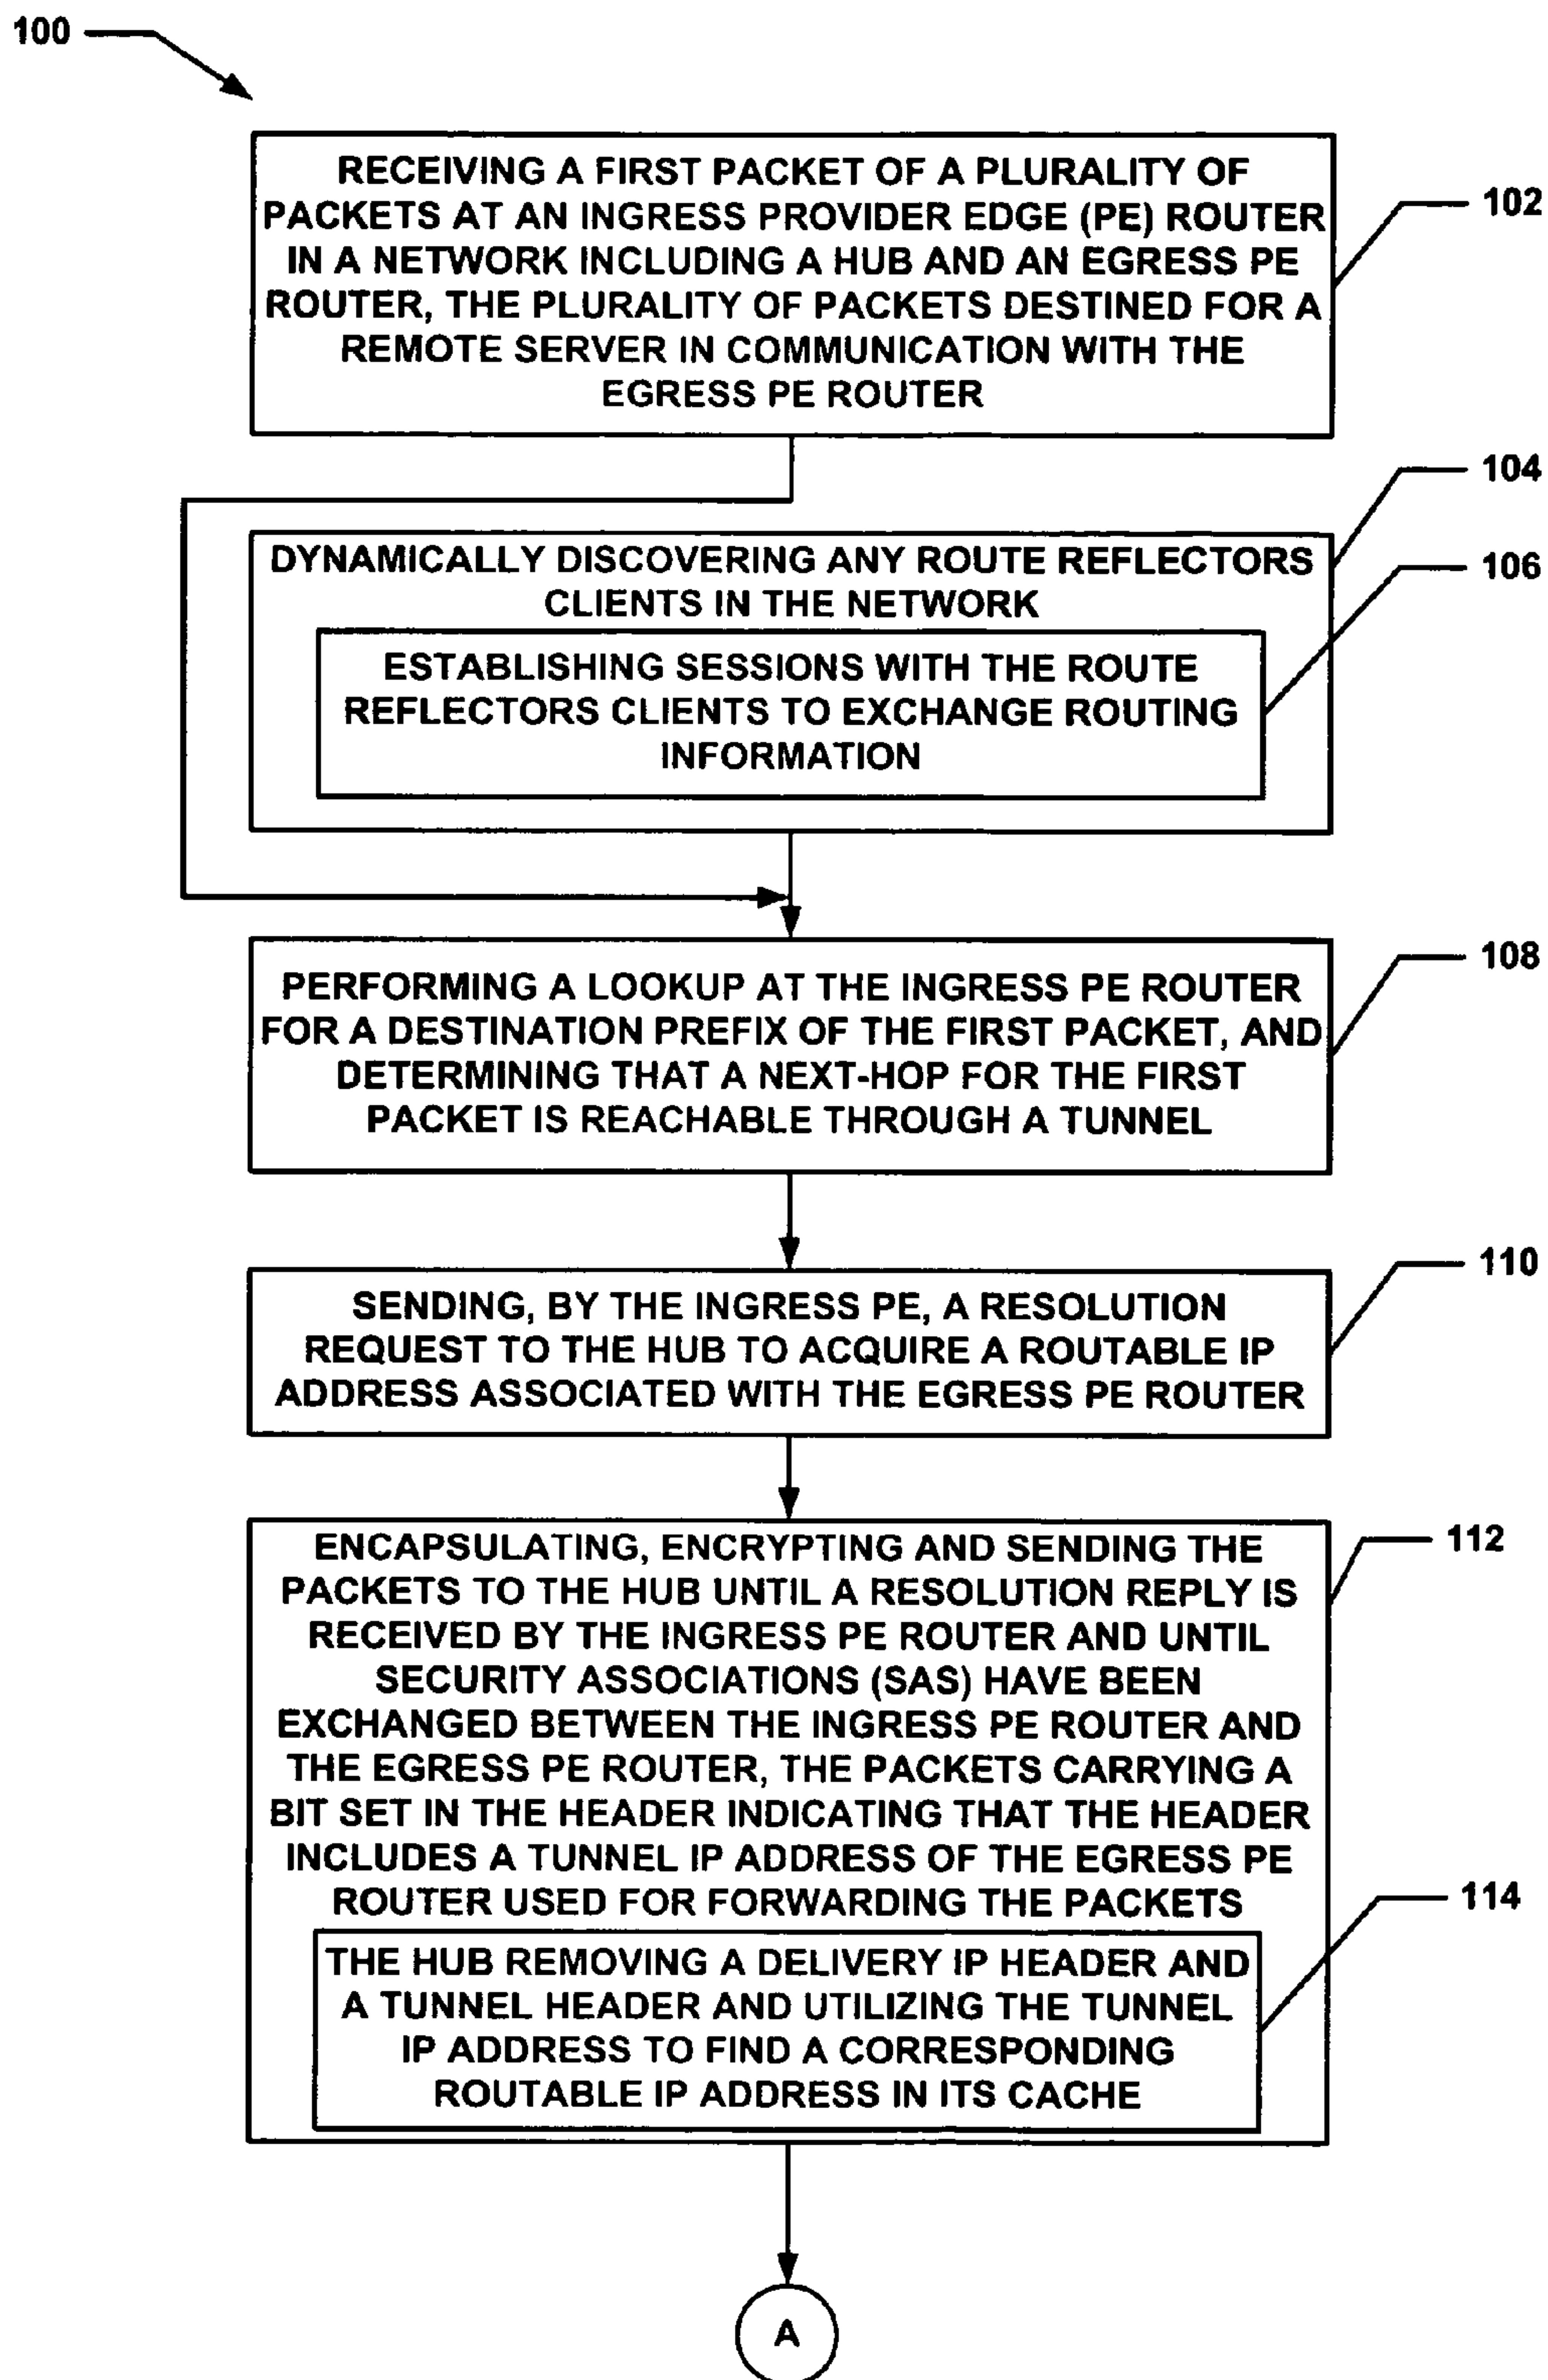 100
RECEIVING A FIRST PACKET OF A PLURALITY OF
PACKETS AT AN INGRESS PROVIDER EDGE (PE) ROUTER
IN A NETWORK INCLUDING A HUB AND AN EGRESS PE
ROUTER, THE PLURALITY OF PACKETS DESTINED FOR A
REMOTE SERVER IN COMMUNICATION WITH THE
EGRESS PE ROUTER
102
DYNAMICALLY DISCOVERING ANY ROUTE REFLECTORS
CLIENTS IN THE NETWORK
104
ESTABLISHING SESSIONS WITH THE ROUTE
REFLECTORS CLIENTS TO EXCHANGE ROUTING
INFORMATION
106
PERFORMING A LOOKUP AT THE INGRESS PE ROUTER
FOR A DESTINATION PREFIX OF THE FIRST PACKET, AND
DETERMINING THAT A NEXT-HOP FOR THE FIRST
PACKET IS REACHABLE THROUGH A TUNNEL
108
SENDING, BY THE INGRESS PE, A RESOLUTION
REQUEST TO THE HUB TO ACQUIRE A ROUTABLE IP
ADDRESS ASSOCIATED WITH THE EGRESS PE ROUTER
110
ENCAPSULATING, ENCRYPTING AND SENDING THE
PACKETS TO THE HUB UNTIL A RESOLUTION REPLY IS
RECEIVED BY THE INGRESS PE ROUTER AND UNTIL
SECURITY ASSOCIATIONS (SAS) HAVE BEEN
EXCHANGED BETWEEN THE INGRESS PE ROUTER AND
THE EGRESS PE ROUTER, THE PACKETS CARRYING A
BIT SET IN THE HEADER INDICATING THAT THE HEADER
INCLUDES A TUNNEL IP ADDRESS OF THE EGRESS PE
ROUTER USED FOR FORWARDING THE PACKETS
112
THE HUB REMOVING A DELIVERY IP HEADER AND
A TUNNEL HEADER AND UTILIZING THE TUNNEL
IP ADDRESS TO FIND A CORRESPONDING
ROUTABLE IP ADDRESS IN ITS CACHE
114
A